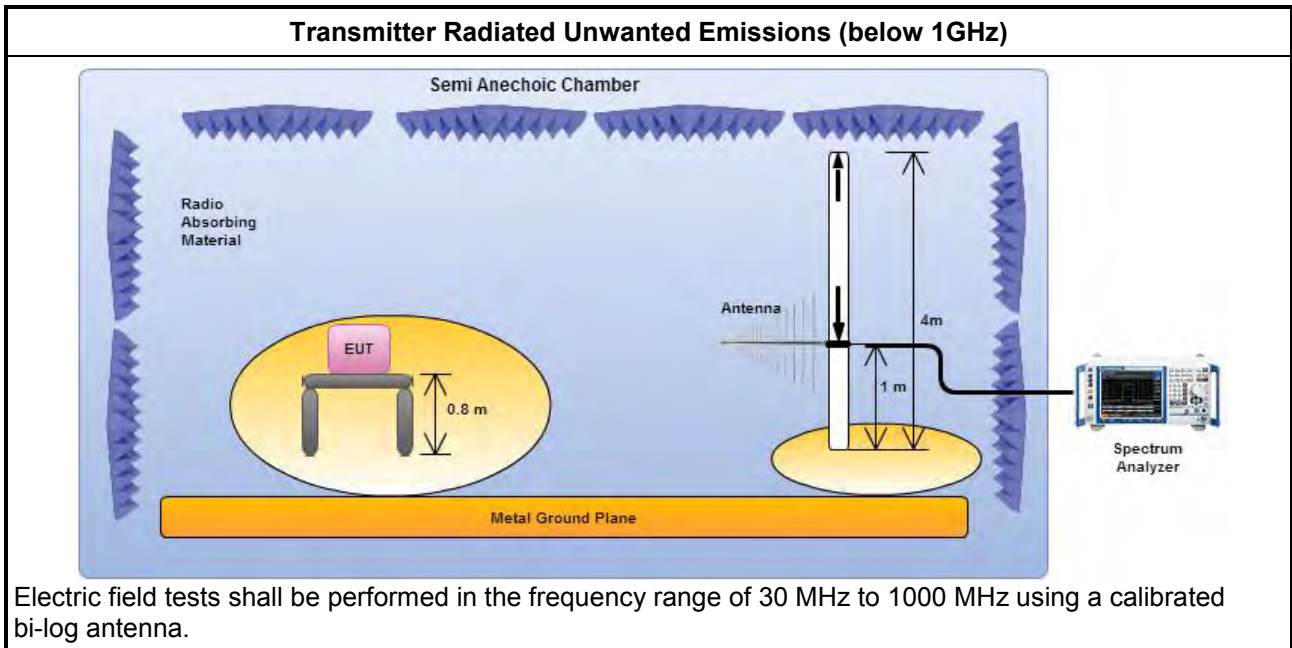 Transmitter Radiated Unwanted Emissions (below 1GHz)
Semi Anechoic Chamber
Radio
Absorbing
Material
Antenna
4m
EUT
1 m
0.8 m
Spectrum
Analyzer
Metal Ground Plane
Electric field tests shall be performed in the frequency range of 30 MHz to 1000 MHz using a calibrated
bi-log antenna.